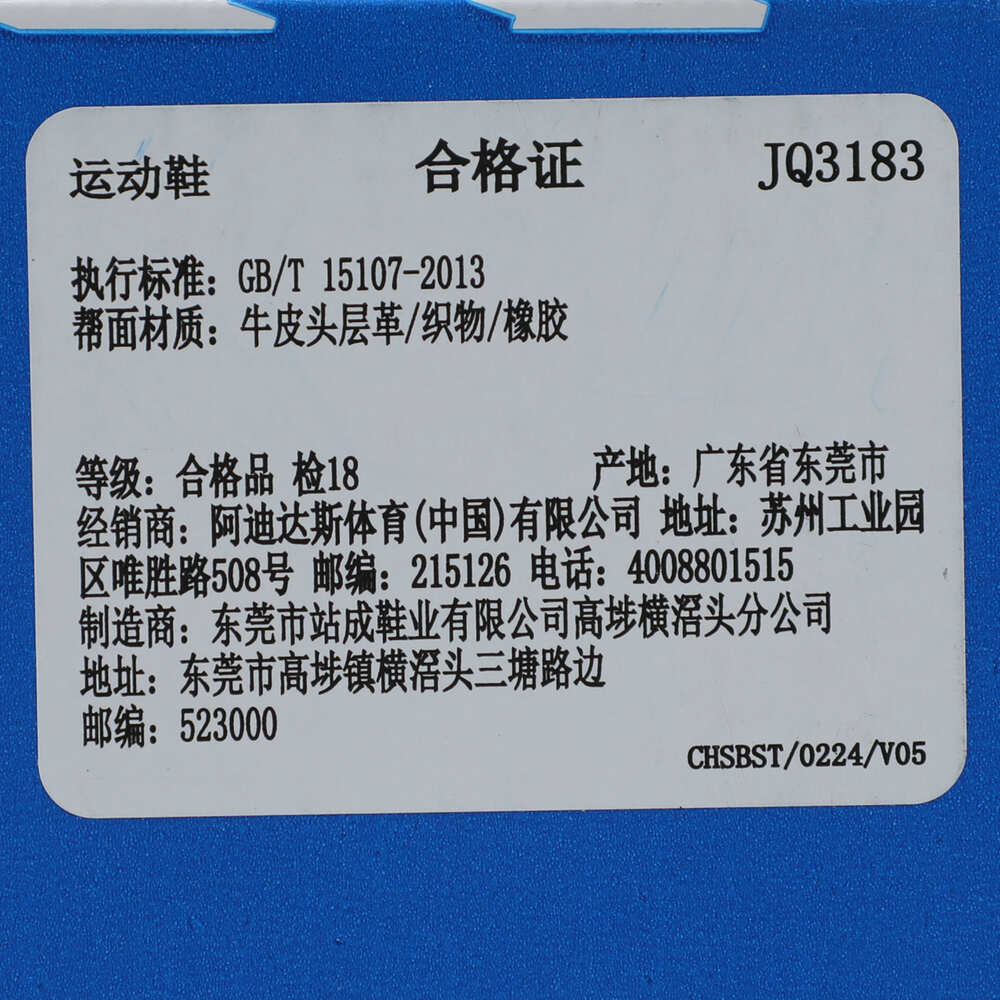 运动鞋 合格证 JQ3183
执行标准：GB/T 15107-2013
帮面材质：牛皮头层革/织物/橡胶
等级：合格品 检18 产地：广东省东莞市
经销商：阿迪达斯体育(中国)有限公司 地址：苏州工业园
区唯胜路508号 邮编：215126 电话：4008801515
制造商：东莞市站成鞋业有限公司高埗横滘头分公司
地址：东莞市高埗镇横滘头三塘路边
邮编：523000
CHSBST/0224/V05